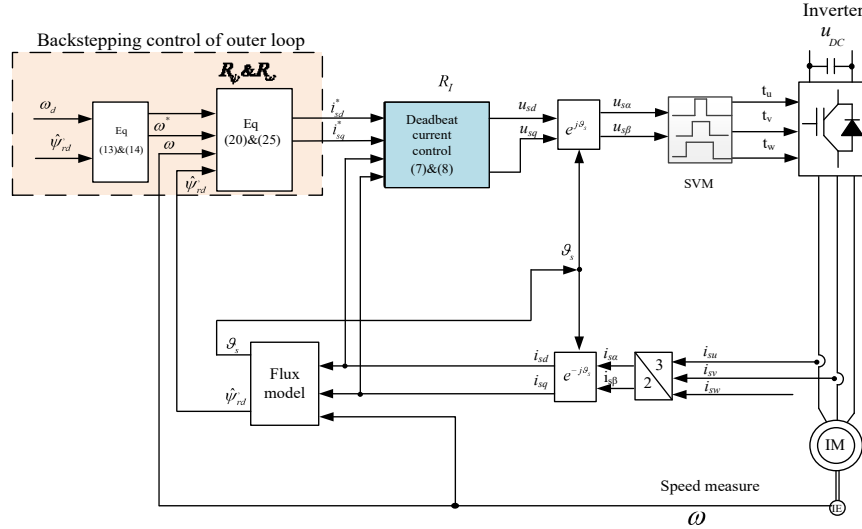 Inverter
u_DC
Backstepping control of outer loop
R_ψ & R_ω
R_I
ω_d
ψ̂_rd
Eq
(13)&(14)
ω*
ω
ψ̂_rd
Eq
(20)&(25)
i*_sd
i*_sq
Deadbeat
current
control
(7)&(8)
u_sd
u_sq
e^{jϑ_s}
u_sα
u_sβ
SVM
t_u
t_v
t_w
ϑ_s
ϑ_s
ψ̂_rd
Flux
model
i_sd
i_sq
e^{-jϑ_s}
i_sα
i_sβ
3
2
i_su
i_sv
i_sw
IM
IE
Speed measure
ω